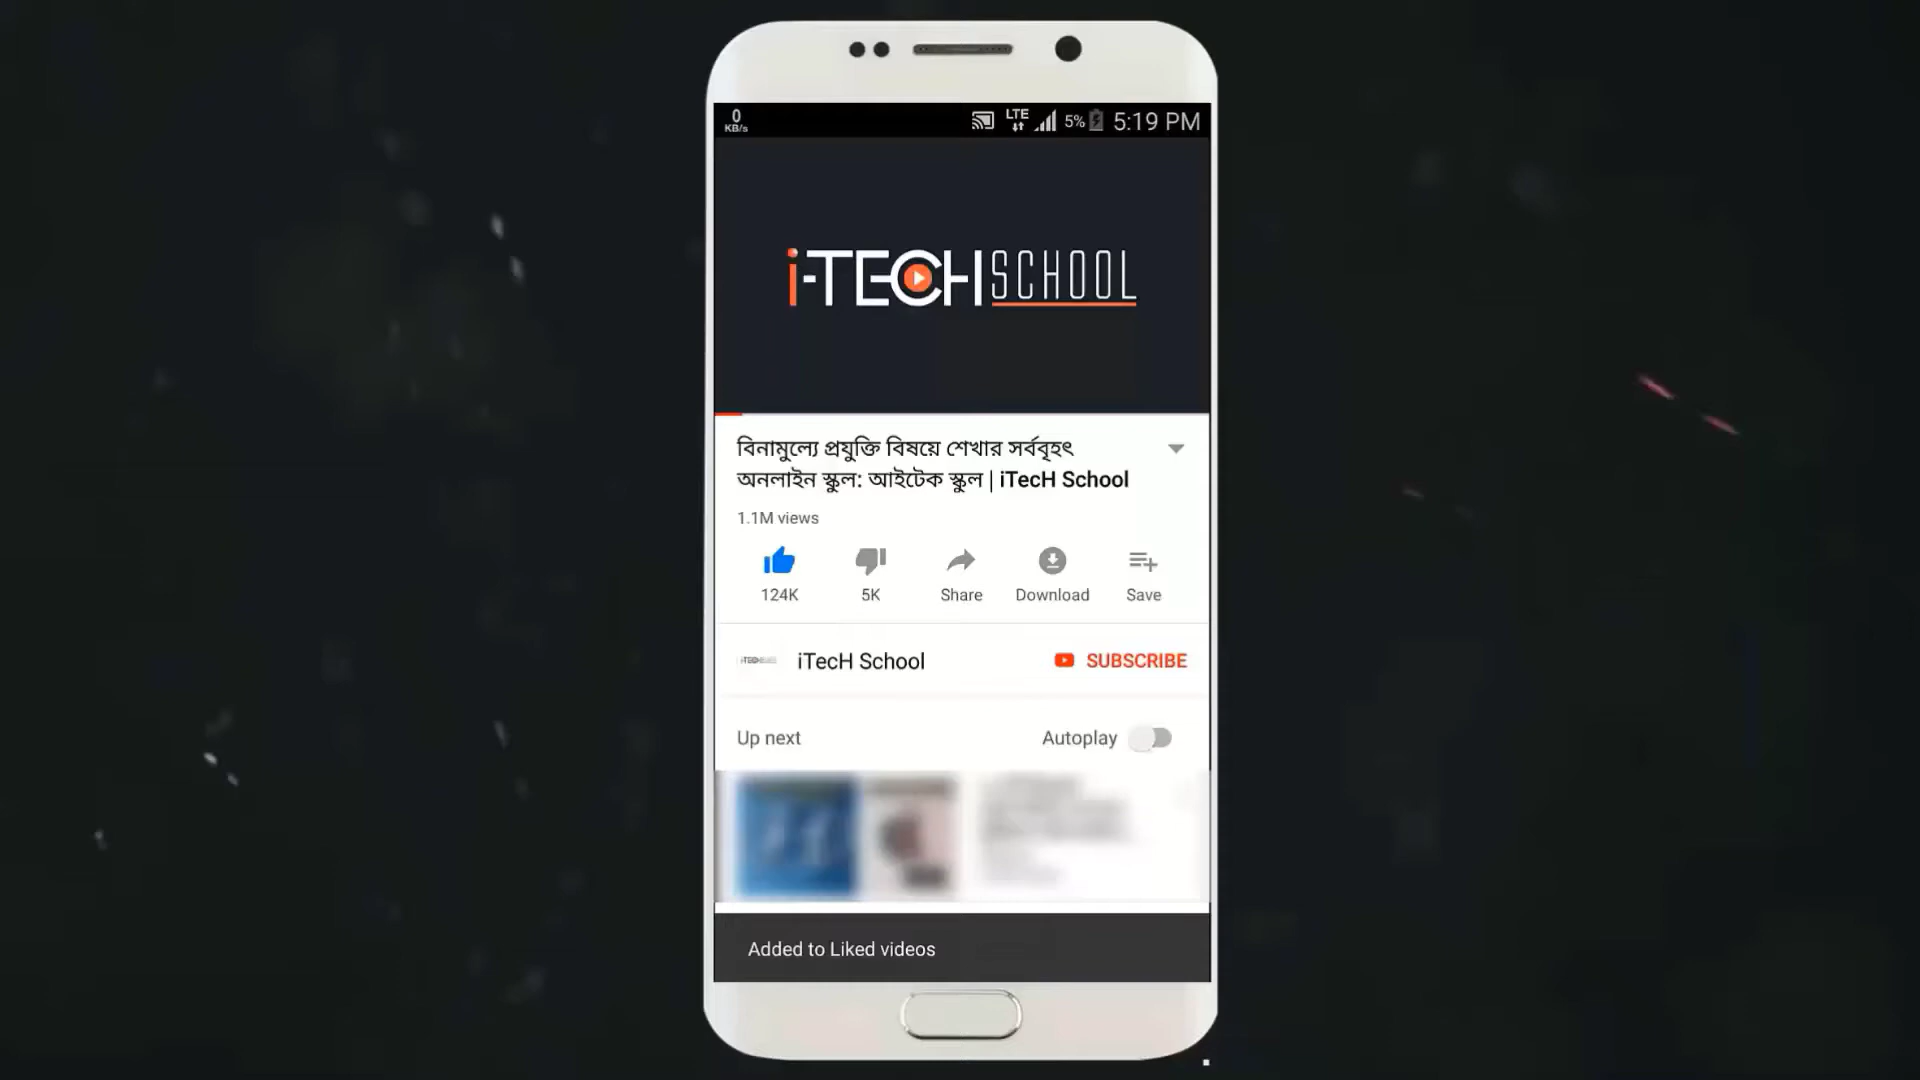 0
KB/s
LTE
5%
5:19 PM
i-TECH SCHOOL
বিনামুল্যে প্রযুক্তি বিষয়ে শেখার সর্ববৃহৎ
অনলাইন স্কুল: আইটেক স্কুল | iTecH School
1.1M views
124K
5K
Share
Download
Save
iTecH School
SUBSCRIBE
Up next
Autoplay
Added to Liked videos